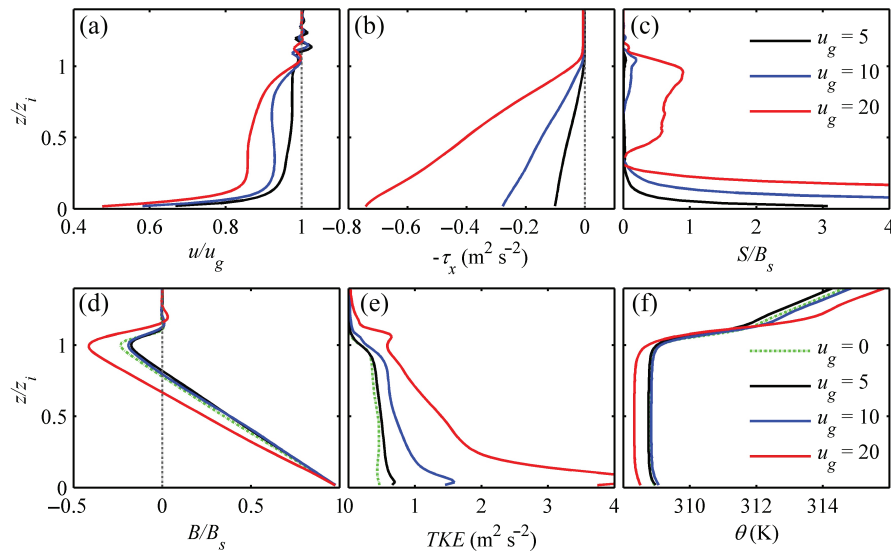 (a)
(b)
(c)
z/z_i
1
0.5
0
0.4 0.6 0.8 1
u/u_g
-0.8 -0.6 -0.4 -0.2 0
-τ_x (m² s⁻²)
0 1 2 3 4
S/B_s
u_g = 5
u_g = 10
u_g = 20
(d)
(e)
(f)
z/z_i
1
0.5
0
-0.5 0 0.5 1
B/B_s
0 1 2 3 4
TKE (m² s⁻²)
310 312 314
θ (K)
u_g = 0
u_g = 5
u_g = 10
u_g = 20